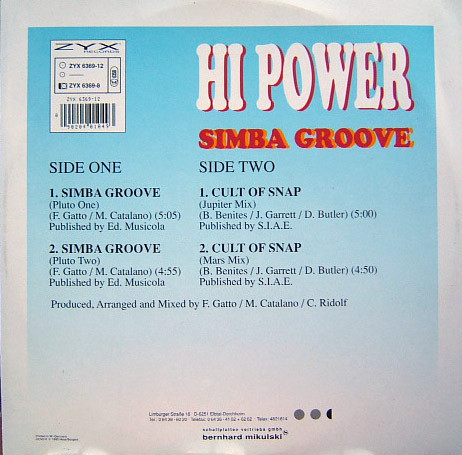 ZYX
RECORDS
ZYX 6369-12
ZYX 6369-8
ZYX 6369-12
HI POWER
SIMBA GROOVE
SIDE ONE
1. SIMBA GROOVE
(Pluto One)
(F. Gatto / M. Catalano) (5:05)
Published by Ed. Musicola
2. SIMBA GROOVE
(Pluto Two)
(F. Gatto / M. Catalano) (4:55)
Published by Ed. Musicola
SIDE TWO
1. CULT OF SNAP
(Jupiter Mix)
(B. Benites / J. Garrett / D. Butler) (5:00)
Published by S.I.A.E.
2. CULT OF SNAP
(Mars Mix)
(B. Benites / J. Garrett / D. Butler) (4:50)
Published by S.I.A.E.
Produced, Arranged and Mixed by F. Gatto / M. Catalano / C. Ridolf
schallplatten vertriebs gmbh
bernhard mikulski